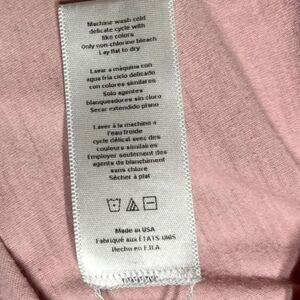 Machine wash cold
delicate cycle with
like colors
Only non chlorine bleach
Lay flat to dry
Lavar a máquina con
agua fría ciclo delicado
con colores similares
Solo agentes
blanqueadores sin cloro
Secar extendido plano
Laver à la machine a
l'eau froide
cycle délicat avec des
couleurs similaires
Employer seulement des
agents de blanchiment
sans chlore
Sécher à plat
Made in USA
Fabriqué aux ÉTATS-UNIS
Hecho en E.U.A.